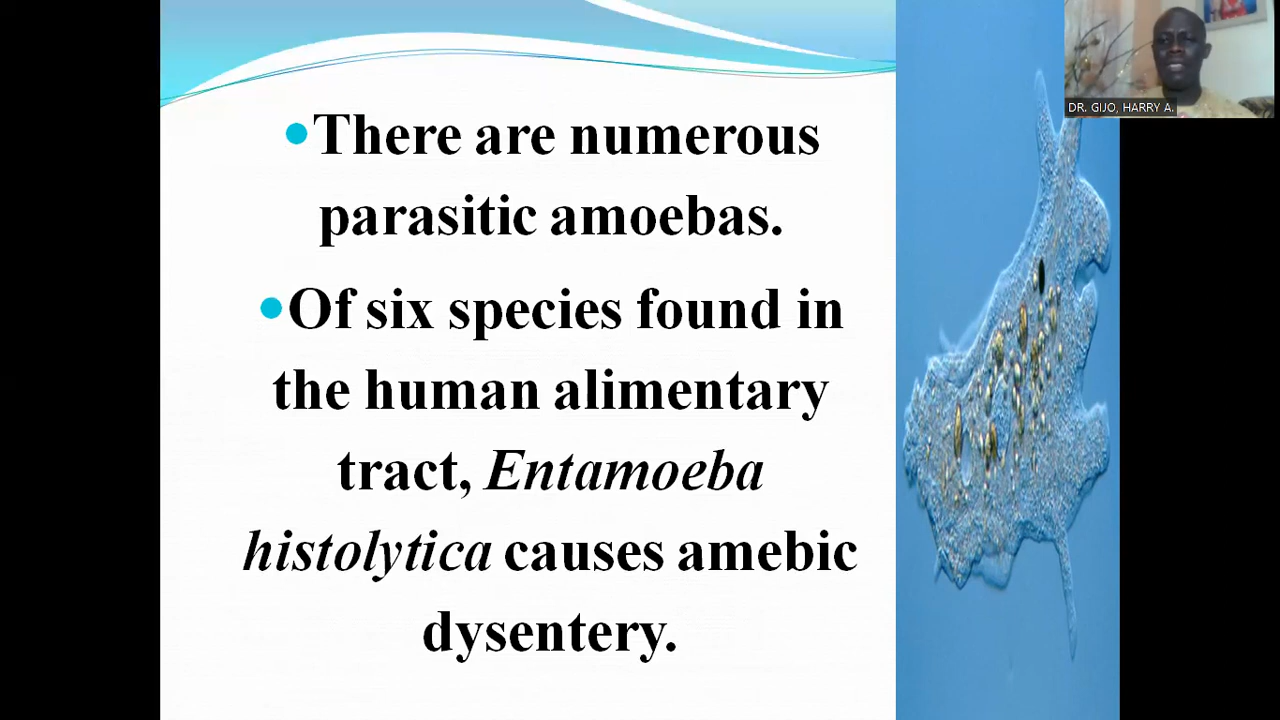 DR. GIJO, HARRY A.
•There are numerous
parasitic amoebas.
•Of six species found in
the human alimentary
tract, Entamoeba
histolytica causes amebic
dysentery.